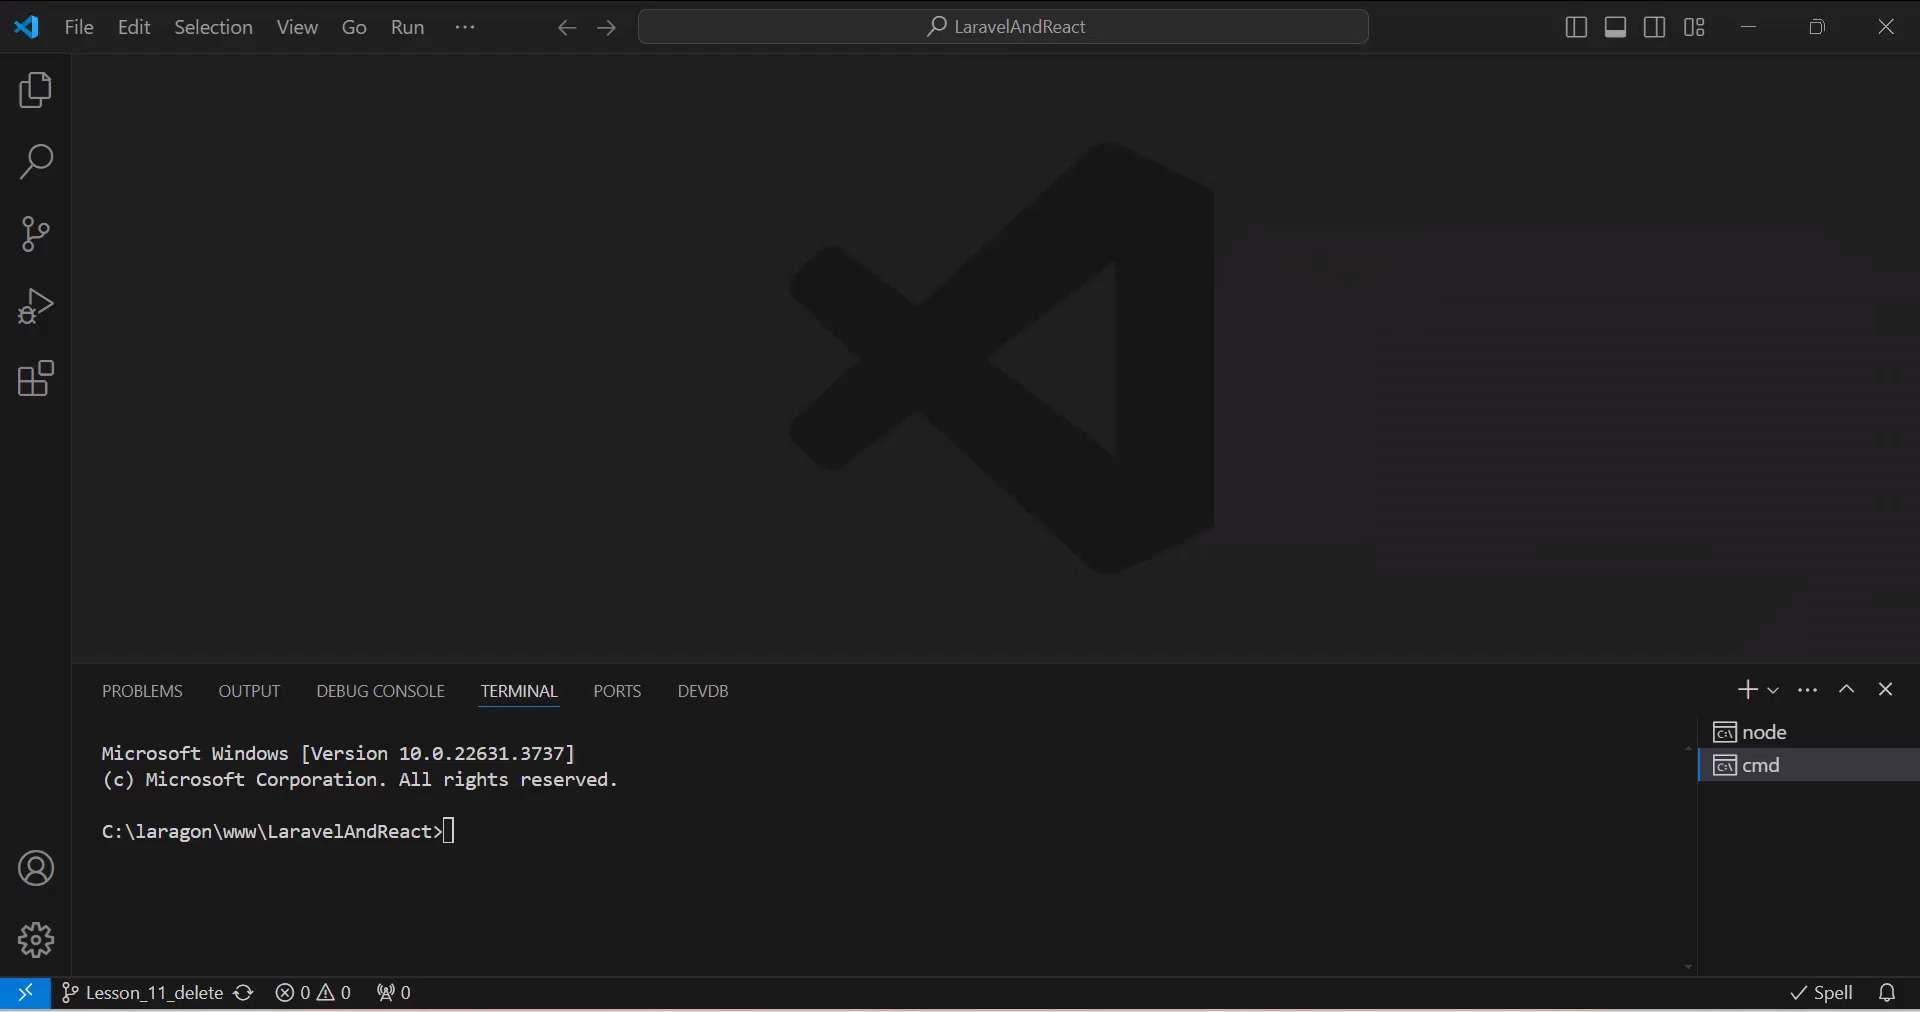 File Edit Selection View Go Run ···
LaravelAndReact
PROBLEMS OUTPUT DEBUG CONSOLE TERMINAL PORTS DEVDB
Microsoft Windows [Version 10.0.22631.3737]
(c) Microsoft Corporation. All rights reserved.
C:\laragon\www\LaravelAndReact>
node
cmd
Lesson_11_delete 0 0 0
Spell